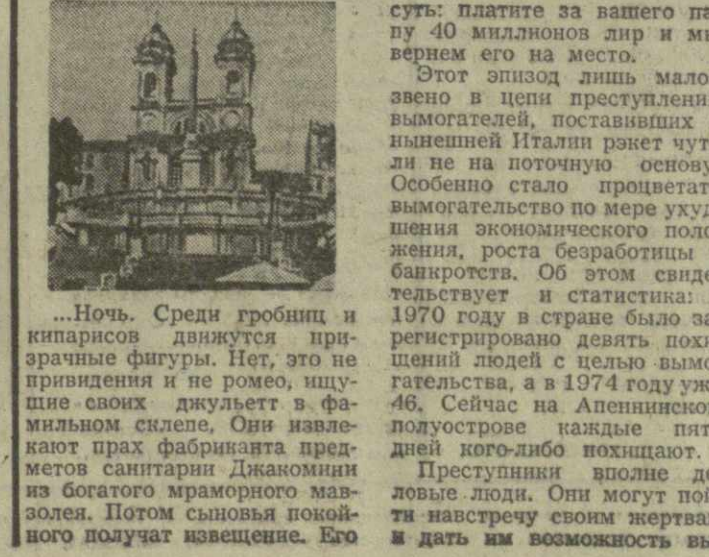 ...Ночь. Среди гробниц и
кипарисов движутся при-
зрачные фигуры. Нет, это не
привидения и не ромео, ищу-
щие своих джульетт в фа-
мильном склепе. Они извле-
кают прах фабриканта пред-
метов санитарии Джакомини
из богатого мраморного мав-
золея. Потом сыновья покой-
ного получат извещение. Его
суть: платите за вашего па
пу 40 миллионов лир и мы
вернем его на место.
Этот эпизод лишь мало
звено в цепи преступлени
вымогателей, поставивших
нынешней Италии рэкет чут
ли не на поточную основу
Особенно стало процветат
вымогательство по мере ухуд
шения экономического поло
жения, роста безработицы
банкротств. Об этом свиде
тельствует и статистика:
1970 году в стране было за
регистрировано девять похи
щений людей с целью вымо
гательства, а в 1974 году уж
46. Сейчас на Апеннинско
полуострове каждые пят
дней кого-либо похищают.
Преступники вполне де
ловые люди. Они могут пой
ти навстречу своим жертва
и дать им возможность вы